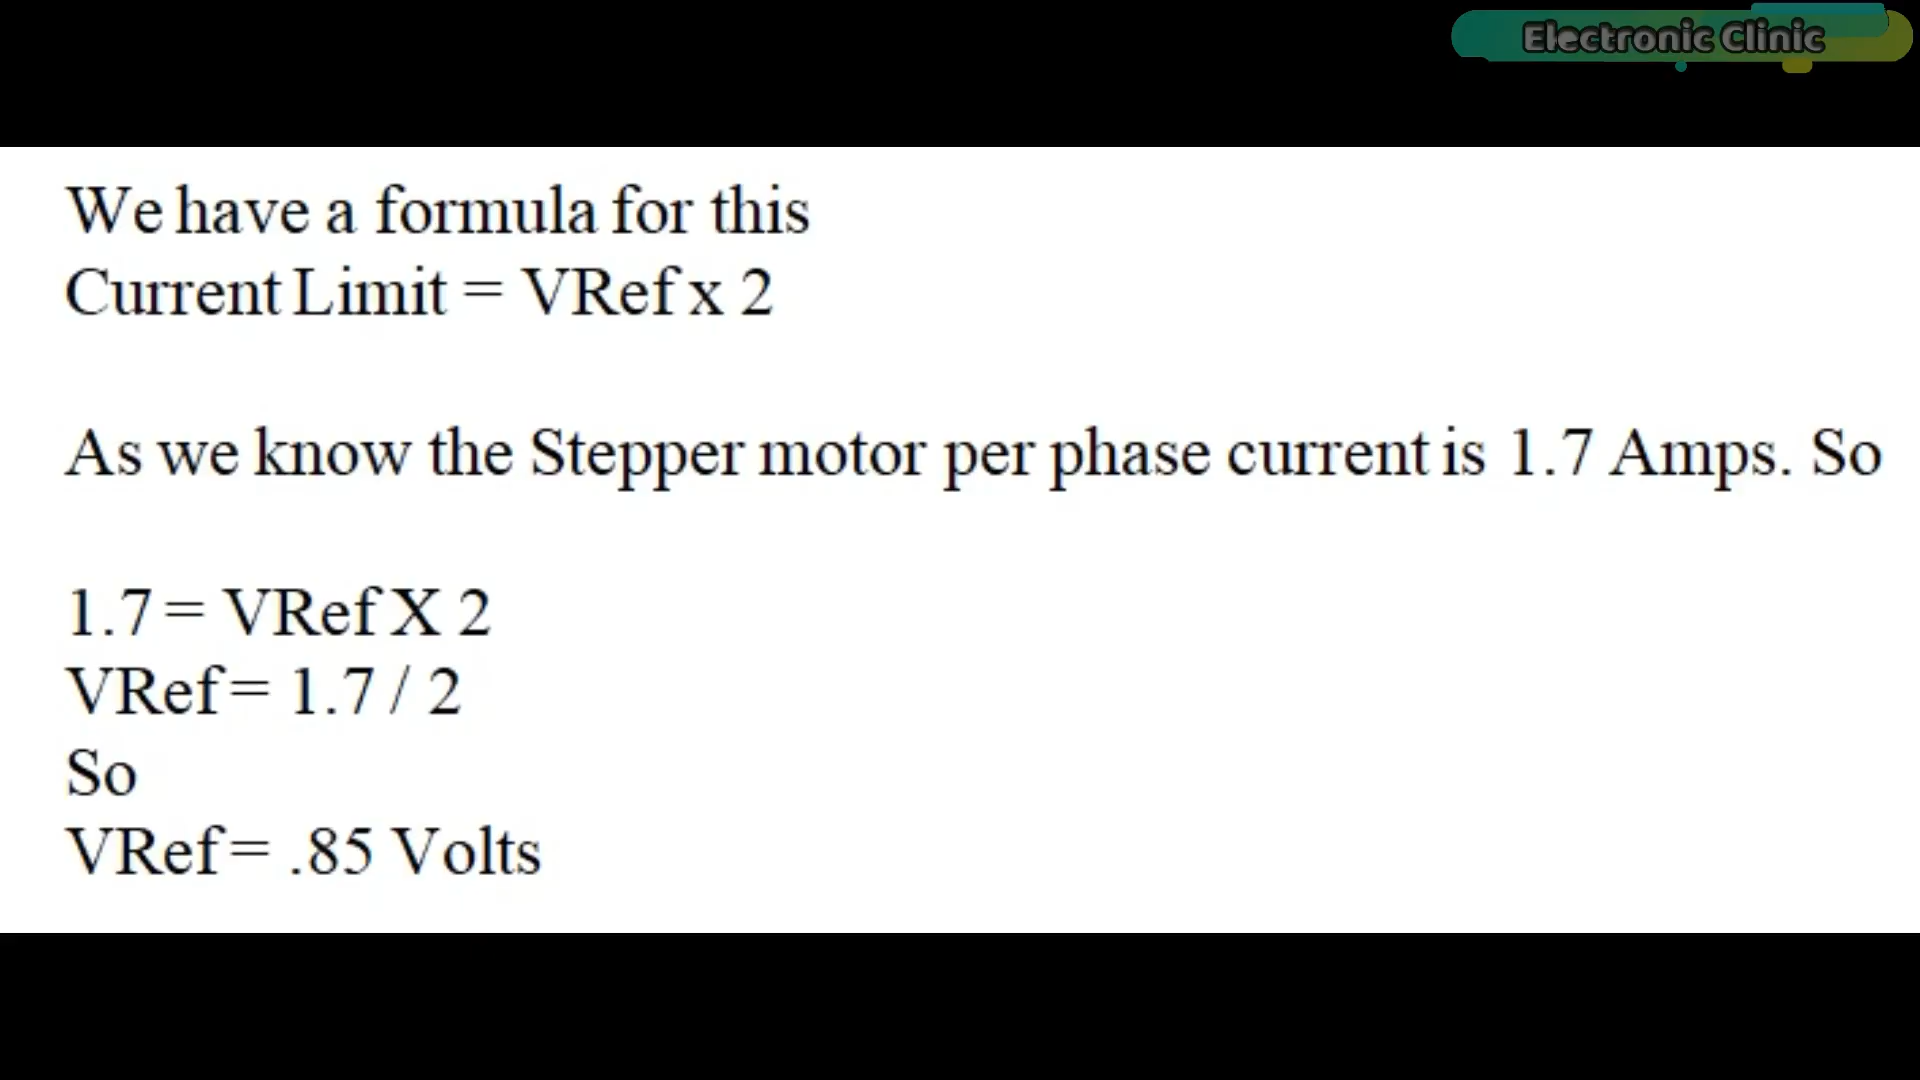 Electronic Clinic
We have a formula for this
Current Limit = VRef x 2
As we know the Stepper motor per phase current is 1.7 Amps. So
1.7 = VRef X 2
VRef = 1.7 / 2
So
VRef = .85 Volts